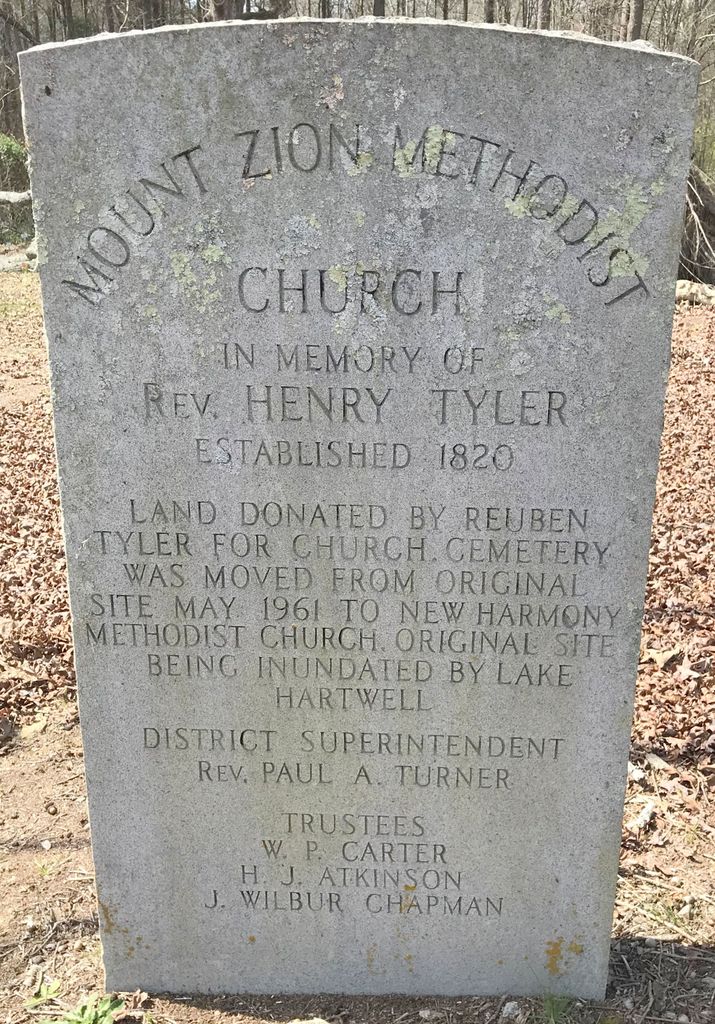 MOUNT ZION METHODIST
CHURCH
IN MEMORY OF
REV. HENRY TYLER
ESTABLISHED 1820
LAND DONATED BY REUBEN
TYLER FOR CHURCH. CEMETERY
WAS MOVED FROM ORIGINAL
SITE MAY 1961 TO NEW HARMONY
METHODIST CHURCH. ORIGINAL SITE
BEING INUNDATED BY LAKE
HARTWELL
DISTRICT SUPERINTENDENT
REV. PAUL A. TURNER
TRUSTEES
W. P. CARTER
H. J. ATKINSON
J. WILBUR CHAPMAN